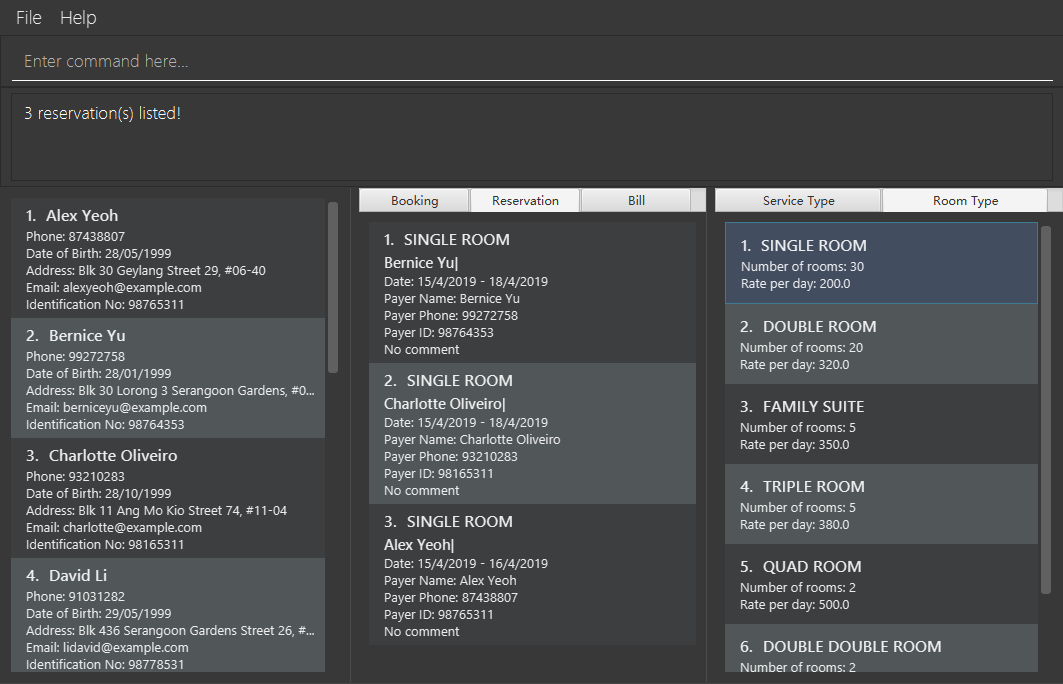 File Help
Enter command here...
3 reservation(s) listed!
1. Alex Yeoh
Phone: 87438807
Date of Birth: 28/05/1999
Address: Blk 30 Geylang Street 29, #06-40
Email: alexyeoh@example.com
Identification No: 98765311
2. Bernice Yu
Phone: 99272758
Date of Birth: 28/01/1999
Address: Blk 30 Lorong 3 Serangoon Gardens, #0...
Email: berniceyu@example.com
Identification No: 98764353
3. Charlotte Oliveiro
Phone: 93210283
Date of Birth: 28/10/1999
Address: Blk 11 Ang Mo Kio Street 74, #11-04
Email: charlotte@example.com
Identification No: 98165311
4. David Li
Phone: 91031282
Date of Birth: 29/05/1999
Address: Blk 436 Serangoon Gardens Street 26, #...
Email: lidavid@example.com
Identification No: 98778531
Booking Reservation Bill
1. SINGLE ROOM
Bernice Yu|
Date: 15/4/2019 - 18/4/2019
Payer Name: Bernice Yu
Payer Phone: 99272758
Payer ID: 98764353
No comment
2. SINGLE ROOM
Charlotte Oliveiro|
Date: 15/4/2019 - 18/4/2019
Payer Name: Charlotte Oliveiro
Payer Phone: 93210283
Payer ID: 98165311
No comment
3. SINGLE ROOM
Alex Yeoh|
Date: 15/4/2019 - 16/4/2019
Payer Name: Alex Yeoh
Payer Phone: 87438807
Payer ID: 98765311
No comment
Service Type Room Type
1. SINGLE ROOM
Number of rooms: 30
Rate per day: 200.0
2. DOUBLE ROOM
Number of rooms: 20
Rate per day: 320.0
3. FAMILY SUITE
Number of rooms: 5
Rate per day: 350.0
4. TRIPLE ROOM
Number of rooms: 5
Rate per day: 380.0
5. QUAD ROOM
Number of rooms: 2
Rate per day: 500.0
6. DOUBLE DOUBLE ROOM
Number of rooms: 2